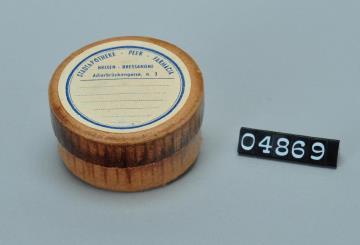 STADTAPOTHEKE - PEER - FARMACIA
BRIXEN - BRESSANONE
Adlerbrückengasse, n. 3
04869